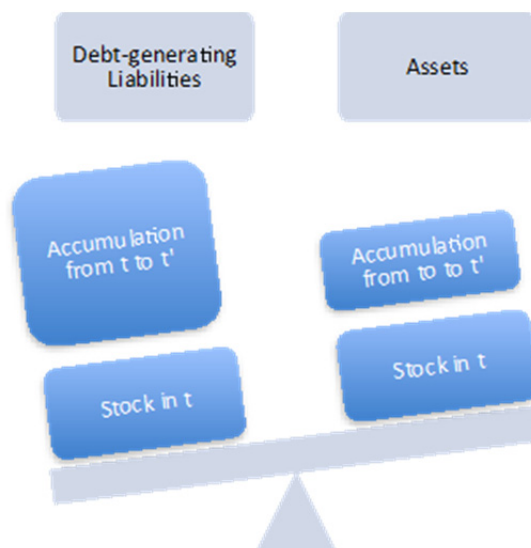 Debt-generating
Liabilities
Assets
Accumulation
from t to t'
Accumulation
from to to t'
Stock in t
Stock in t